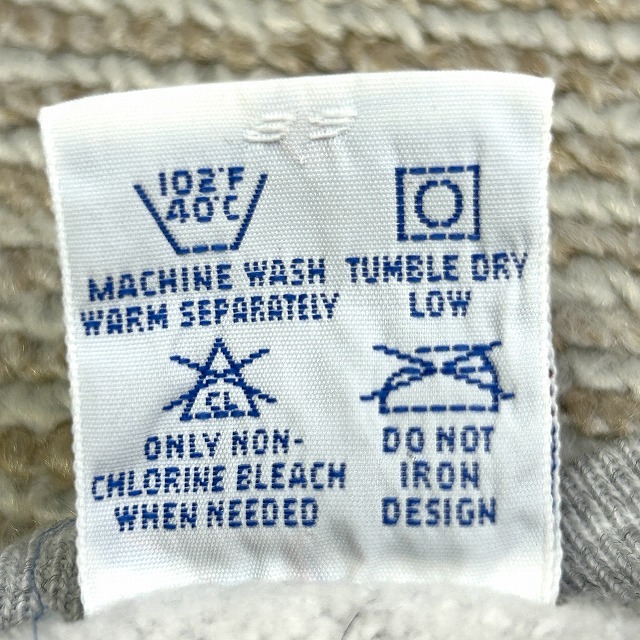 102°F
40°C
MACHINE WASH
WARM SEPARATELY
TUMBLE DRY
LOW
CL
ONLY NON-
CHLORINE BLEACH
WHEN NEEDED
DO NOT
IRON
DESIGN